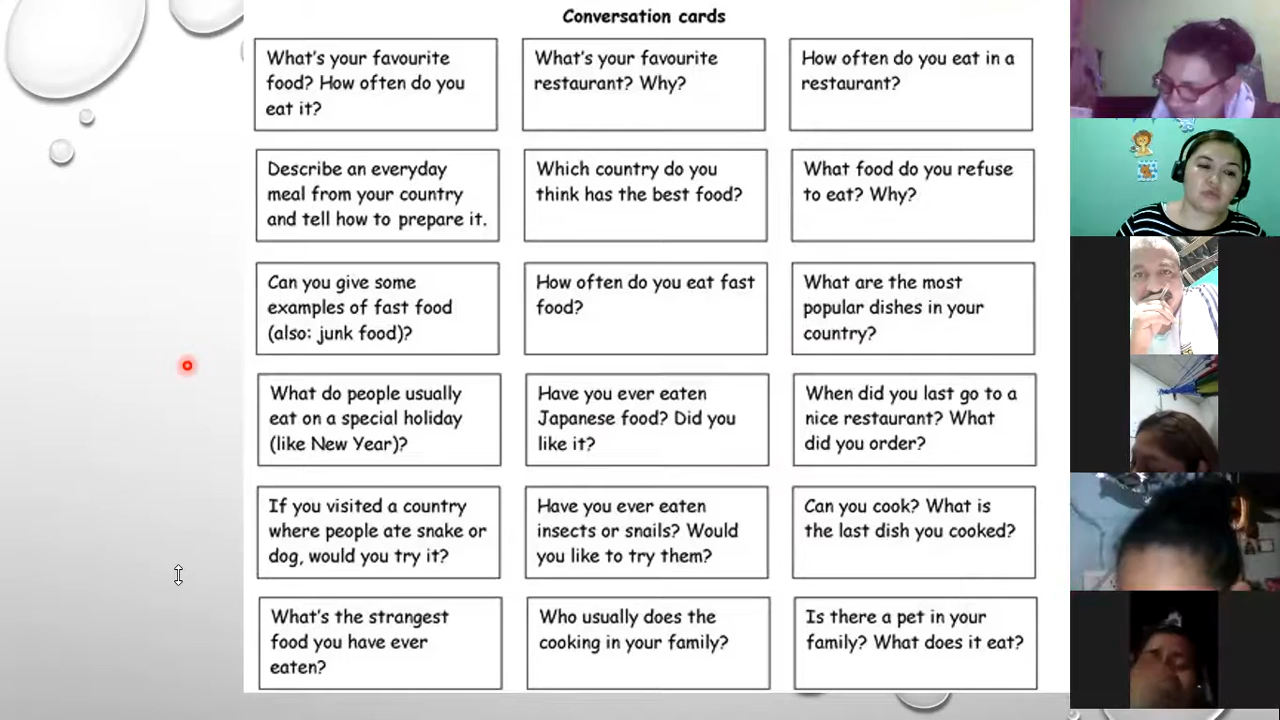 Conversation cards
What's your favourite
food? How often do you
eat it?
What's your favourite
restaurant? Why?
How often do you eat in a
restaurant?
Describe an everyday
meal from your country
and tell how to prepare it.
Which country do you
think has the best food?
What food do you refuse
to eat? Why?
Can you give some
examples of fast food
(also: junk food)?
How often do you eat fast
food?
What are the most
popular dishes in your
country?
What do people usually
eat on a special holiday
(like New Year)?
Have you ever eaten
Japanese food? Did you
like it?
When did you last go to a
nice restaurant? What
did you order?
If you visited a country
where people ate snake or
dog, would you try it?
Have you ever eaten
insects or snails? Would
you like to try them?
Can you cook? What is
the last dish you cooked?
What's the strangest
food you have ever
eaten?
Who usually does the
cooking in your family?
Is there a pet in your
family? What does it eat?